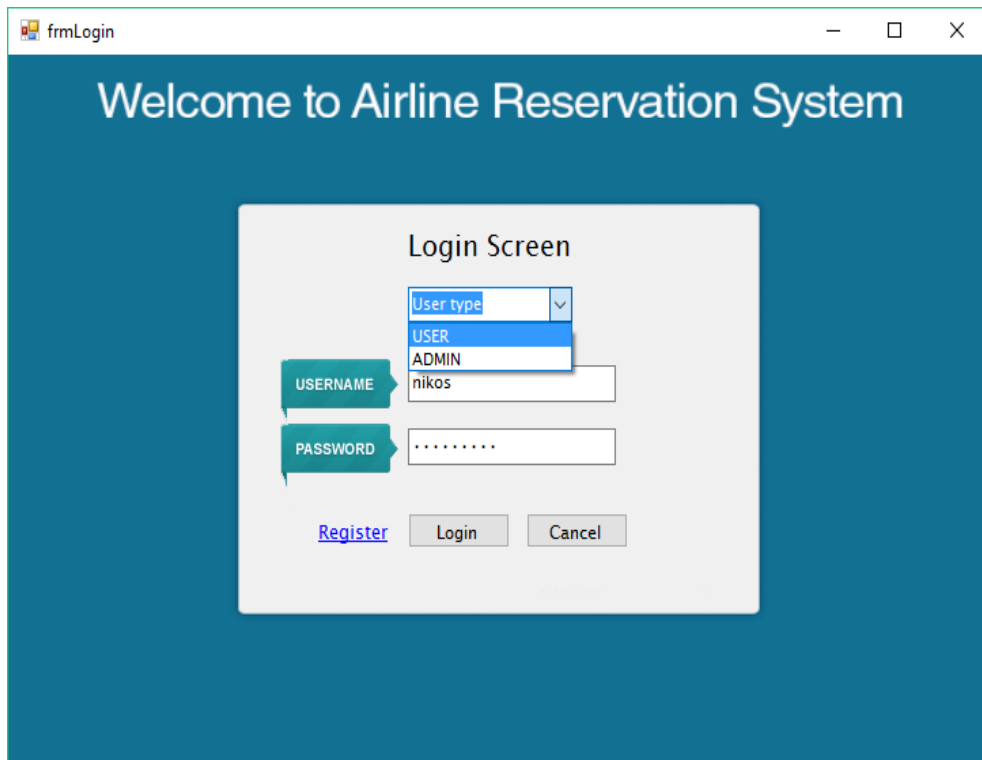 frmLogin
Welcome to Airline Reservation System
Login Screen
User type
USER
ADMIN
USERNAME
nikos
PASSWORD
.........
Register
Login
Cancel